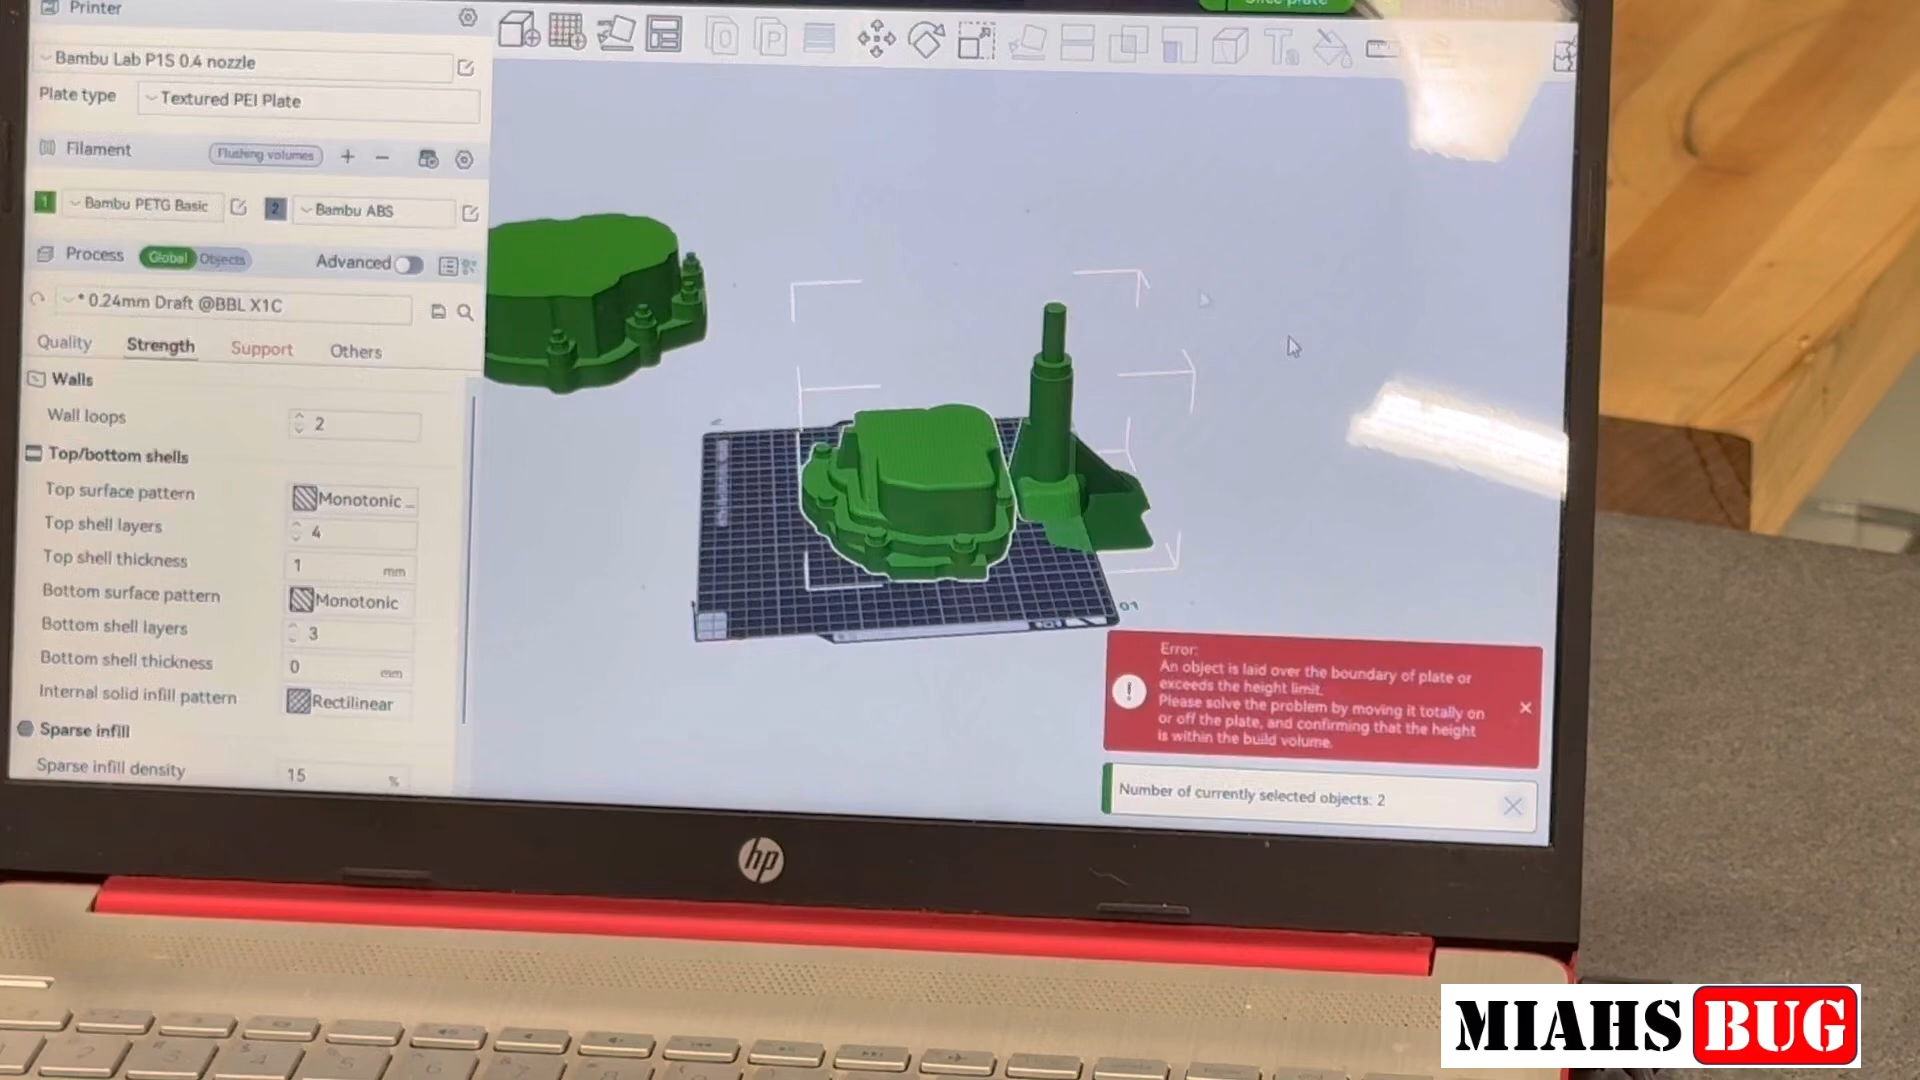 Printer
Bambu Lab P1S 0.4 nozzle
Plate type
Textured PEI Plate
Filament
Flushing volumes
1
Bambu PETG Basic
2
Bambu ABS
Process
Global
Objects
Advanced
* 0.24mm Draft @BBL X1C
Quality
Strength
Support
Others
Walls
Wall loops
2
Top/bottom shells
Top surface pattern
Monotonic ...
Top shell layers
4
Top shell thickness
1 mm
Bottom surface pattern
Monotonic
Bottom shell layers
3
Bottom shell thickness
0 mm
Internal solid infill pattern
Rectilinear
Sparse infill
Sparse infill density
15 %
01
Error:
An object is laid over the boundary of plate or
exceeds the height limit.
Please solve the problem by moving it totally on
or off the plate, and confirming that the height
is within the build volume.
Number of currently selected objects: 2
hp
MIAHS BUG